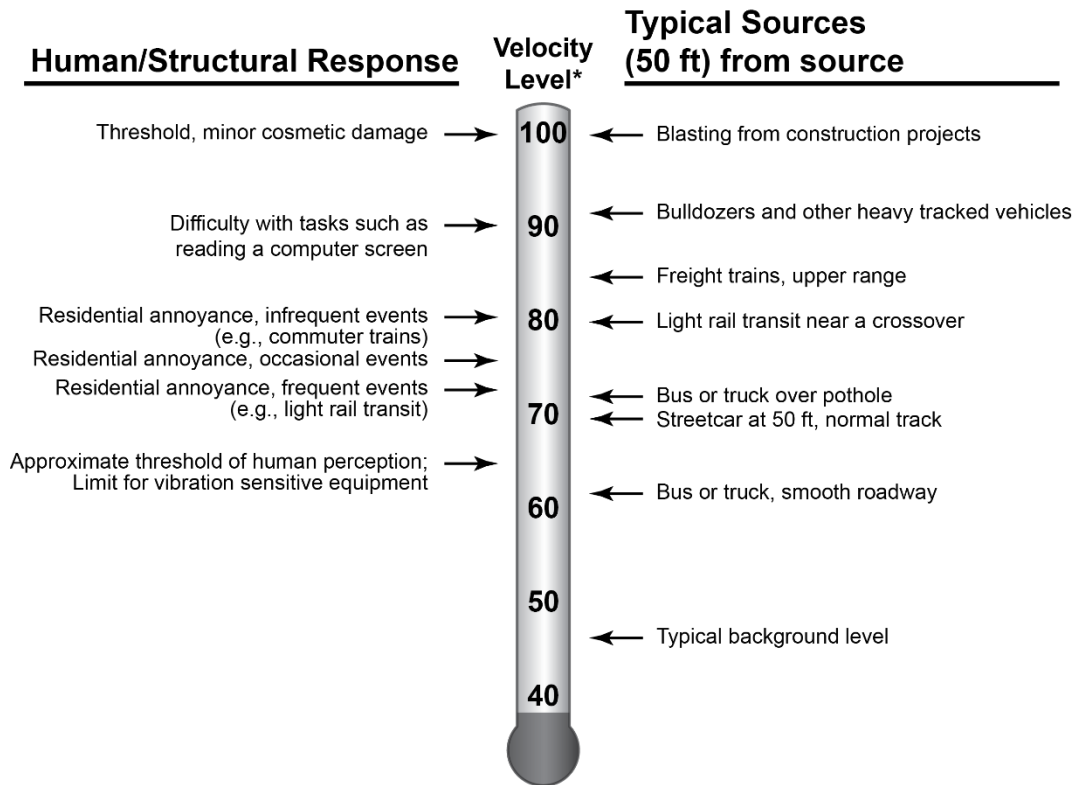 Human/Structural Response
Velocity
Level*
Typical Sources
(50 ft) from source
Threshold, minor cosmetic damage
100
Blasting from construction projects
Bulldozers and other heavy tracked vehicles
Difficulty with tasks such as
reading a computer screen
90
Freight trains, upper range
Residential annoyance, infrequent events
(e.g., commuter trains)
80
Light rail transit near a crossover
Residential annoyance, occasional events
Residential annoyance, frequent events
(e.g., light rail transit)
Bus or truck over pothole
70
Streetcar at 50 ft, normal track
Approximate threshold of human perception;
Limit for vibration sensitive equipment
Bus or truck, smooth roadway
60
50
Typical background level
40